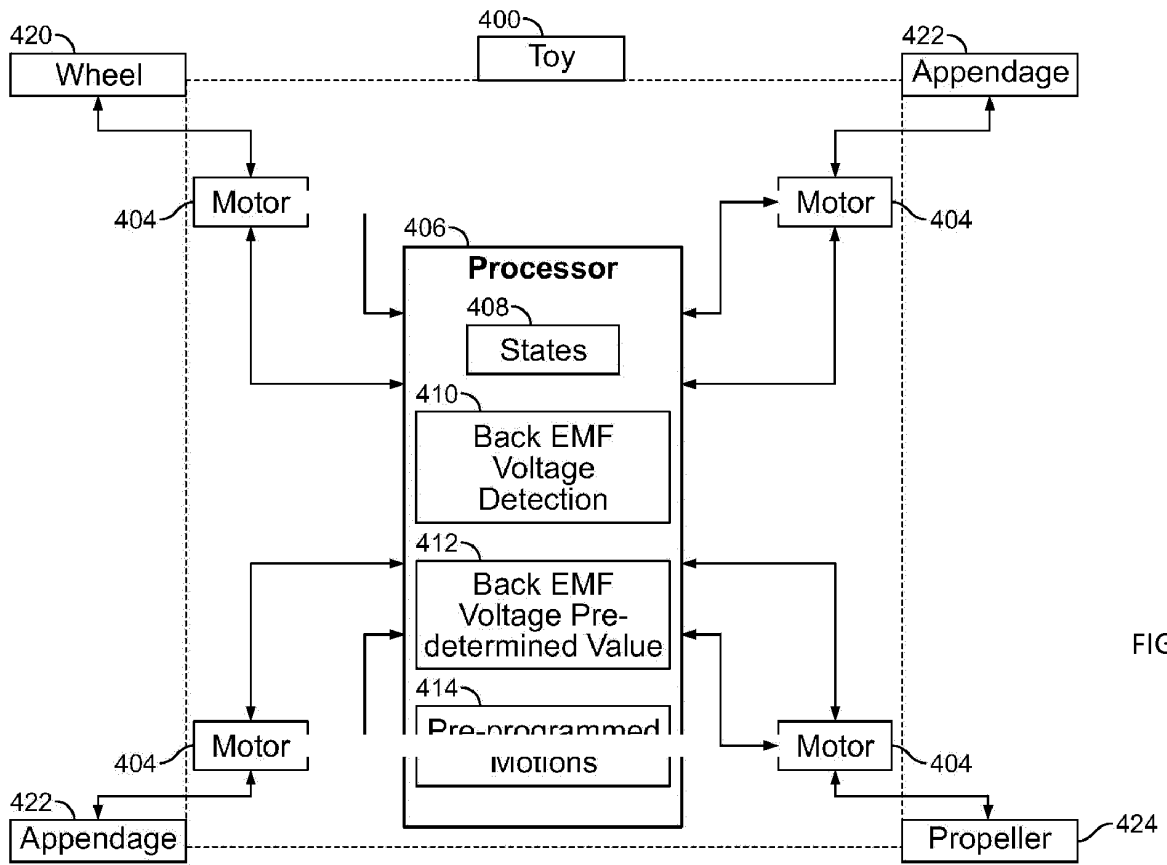 400
Toy
420
Wheel
422
Appendage
Motor
404
Motor
404
406
Processor
408
States
410
Back EMF
Voltage
Detection
412
Back EMF
Voltage Pre-
determined Value
414
Pre-programmed
Motions
Motor
404
Motor
404
422
Appendage
Propeller
424
FIG